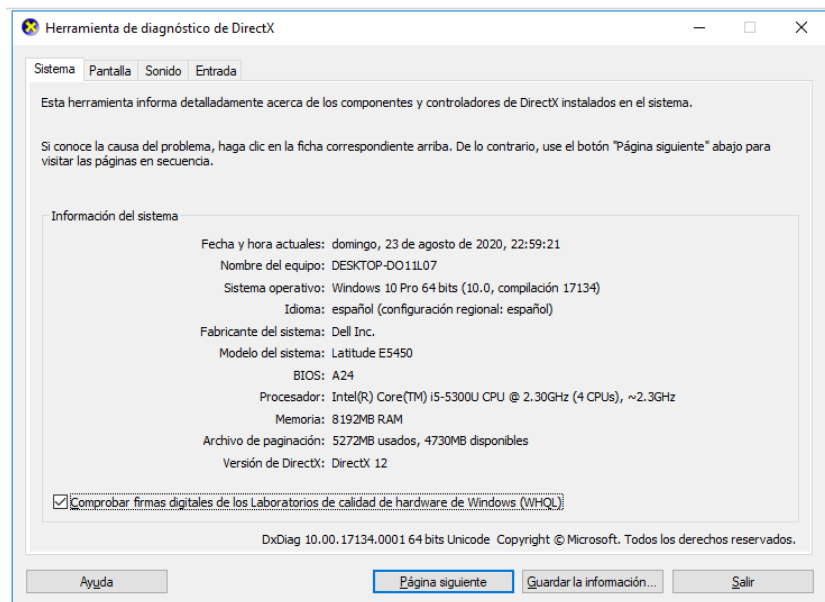 Herramienta de diagnóstico de DirectX
Sistema Pantalla Sonido Entrada
Esta herramienta informa detalladamente acerca de los componentes y controladores de DirectX instalados en el sistema.
Si conoce la causa del problema, haga clic en la ficha correspondiente arriba. De lo contrario, use el botón "Página siguiente" abajo para
visitar las páginas en secuencia.
Información del sistema
Fecha y hora actuales: domingo, 23 de agosto de 2020, 22:59:21
Nombre del equipo: DESKTOP-DO11L07
Sistema operativo: Windows 10 Pro 64 bits (10.0, compilación 17134)
Idioma: español (configuración regional: español)
Fabricante del sistema: Dell Inc.
Modelo del sistema: Latitude E5450
BIOS: A24
Procesador: Intel(R) Core(TM) i5-5300U CPU @ 2.30GHz (4 CPUs), ~2.3GHz
Memoria: 8192MB RAM
Archivo de paginación: 5272MB usados, 4730MB disponibles
Versión de DirectX: DirectX 12
Comprobar firmas digitales de los Laboratorios de calidad de hardware de Windows (WHQL)
DxDiag 10.00.17134.0001 64 bits Unicode Copyright © Microsoft. Todos los derechos reservados.
Ayuda Página siguiente Guardar la información... Salir